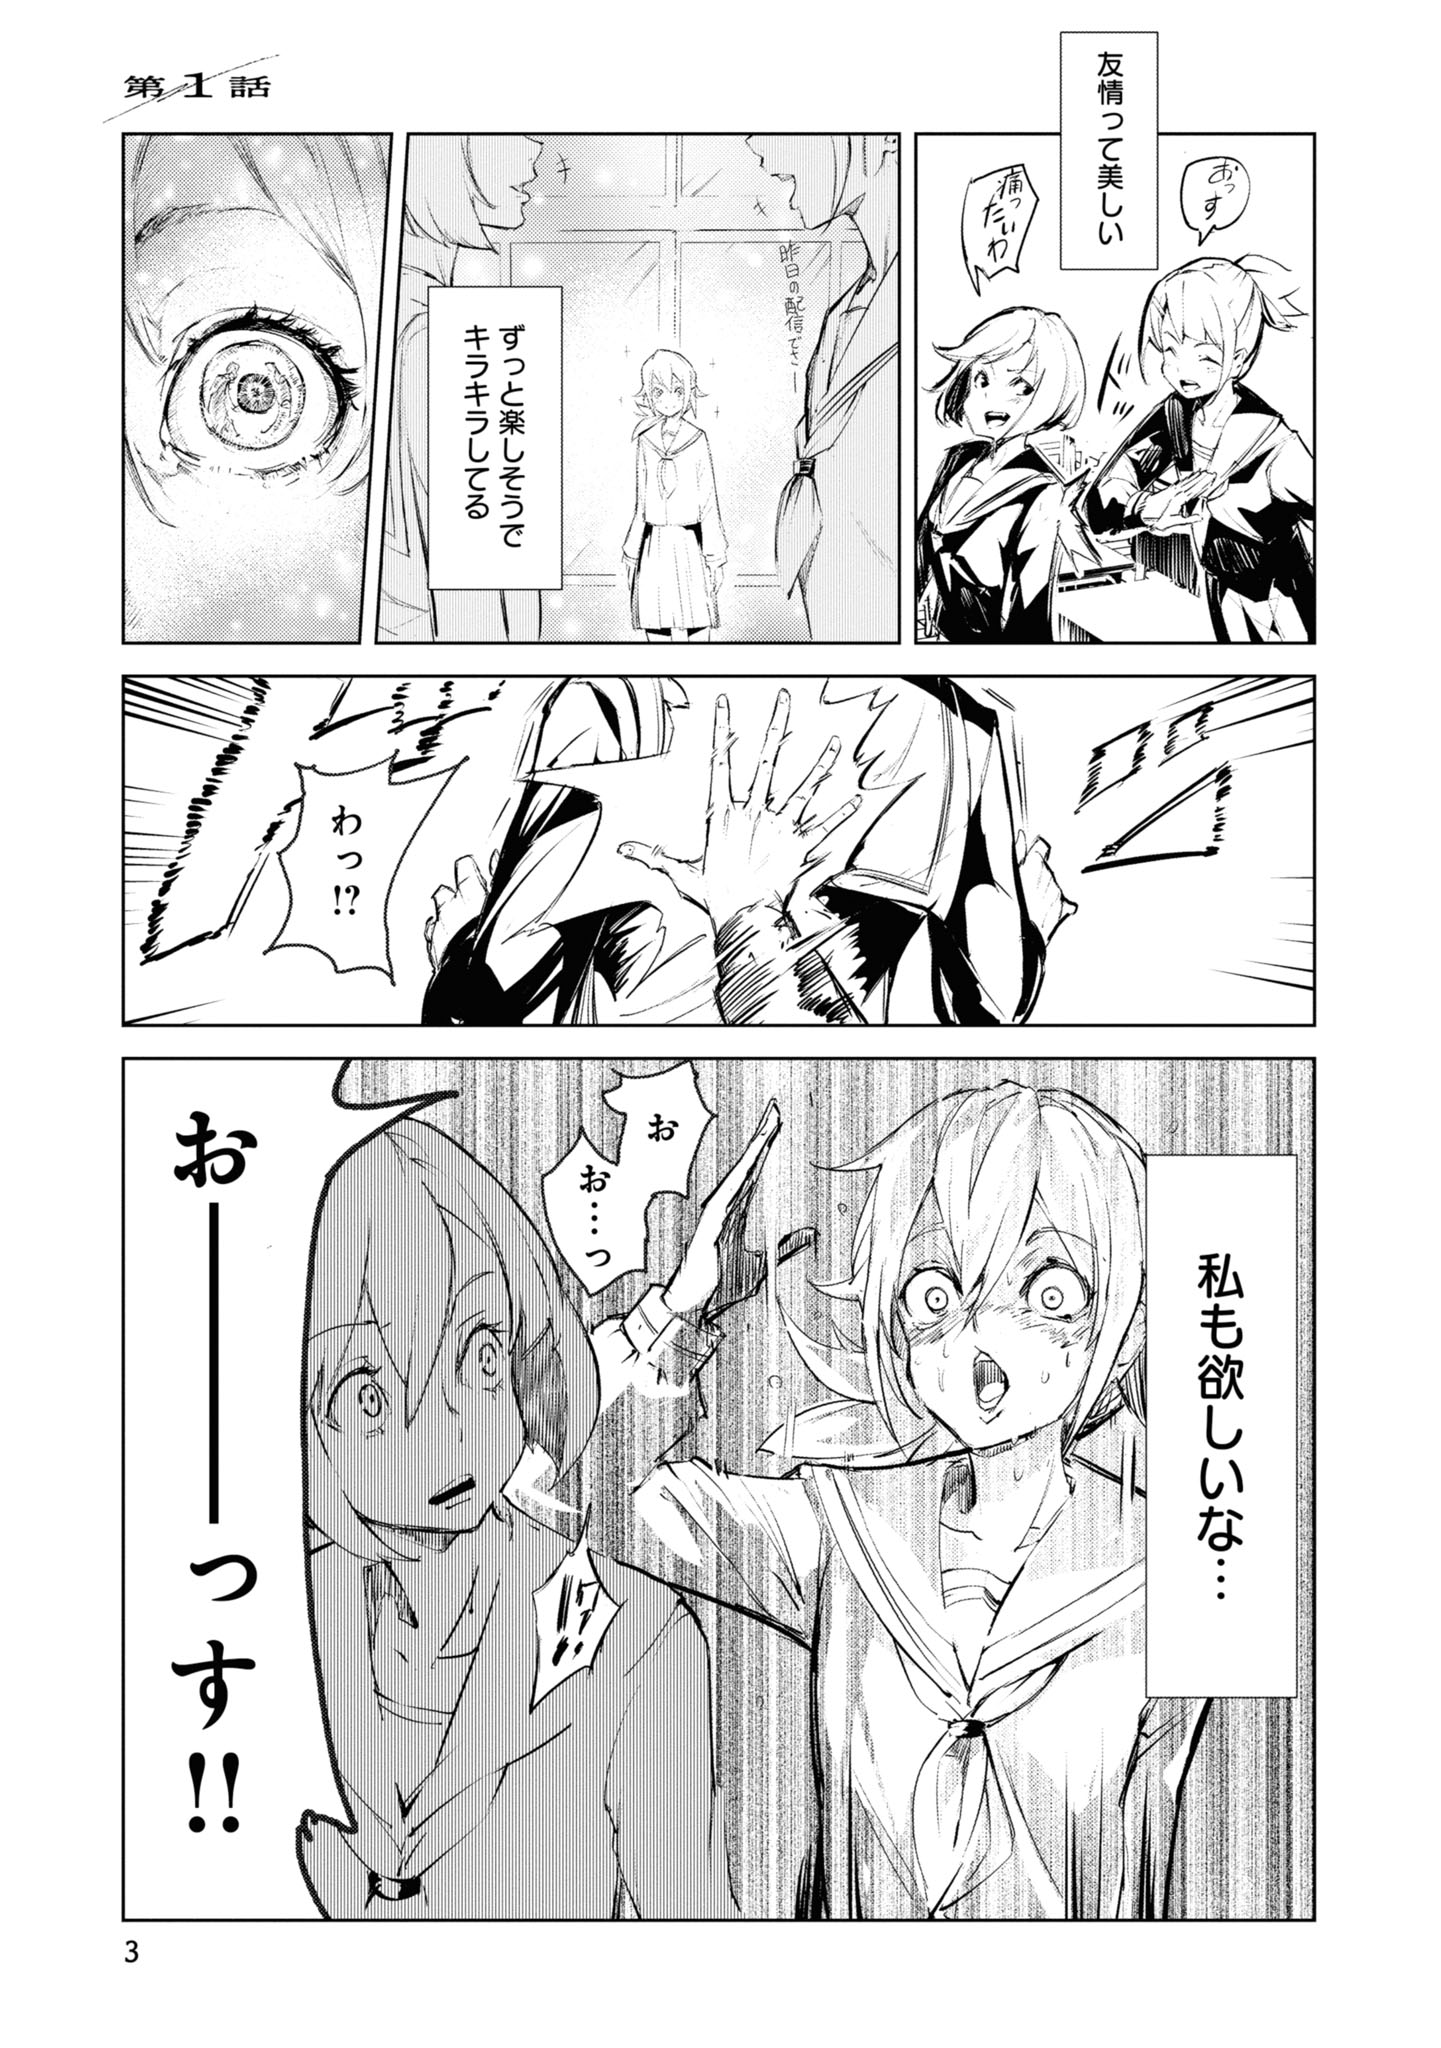 第1話
友情って美しい
おっす
痛っ
たいわ
ドン
昨日の配信でさー
ずっと楽しそうで
キラキラしてる
わっ!?
私も欲しいな…
お
お…っ
おーっす!!
3